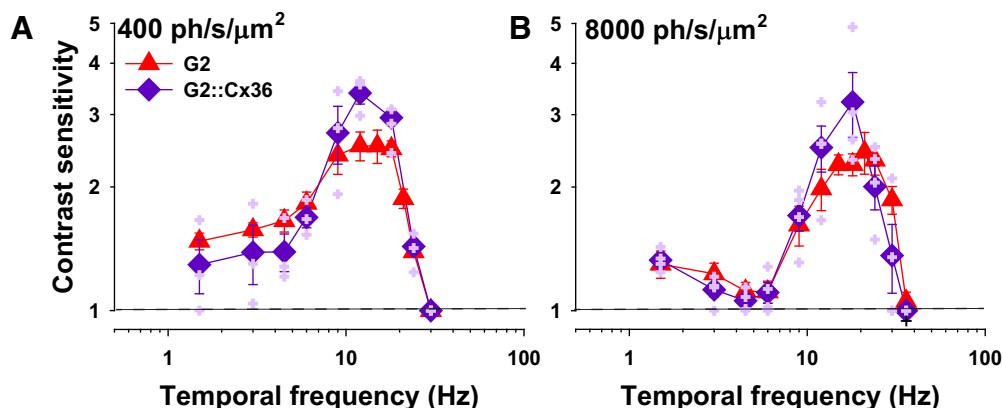 A
400 ph/s/μm²
G2
G2::Cx36
Contrast sensitivity
5
4
3
2
1
1
10
100
Temporal frequency (Hz)
B
8000 ph/s/μm²
5
4
3
2
1
1
10
100
Temporal frequency (Hz)